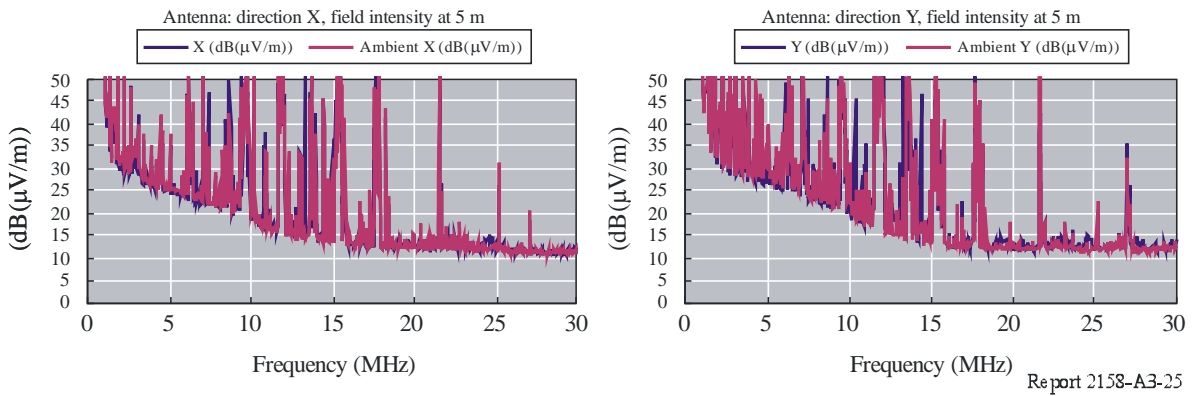 Antenna: direction X, field intensity at 5 m
X (dB(µV/m)) Ambient X (dB(µV/m))
(dB(µV/m))
50
45
40
35
30
25
20
15
10
5
0
0 5 10 15 20 25 30
Frequency (MHz)
Antenna: direction Y, field intensity at 5 m
Y (dB(µV/m)) Ambient Y (dB(µV/m))
(dB(µV/m))
50
45
40
35
30
25
20
15
10
5
0
0 5 10 15 20 25 30
Frequency (MHz)
Report 2158-A3-25